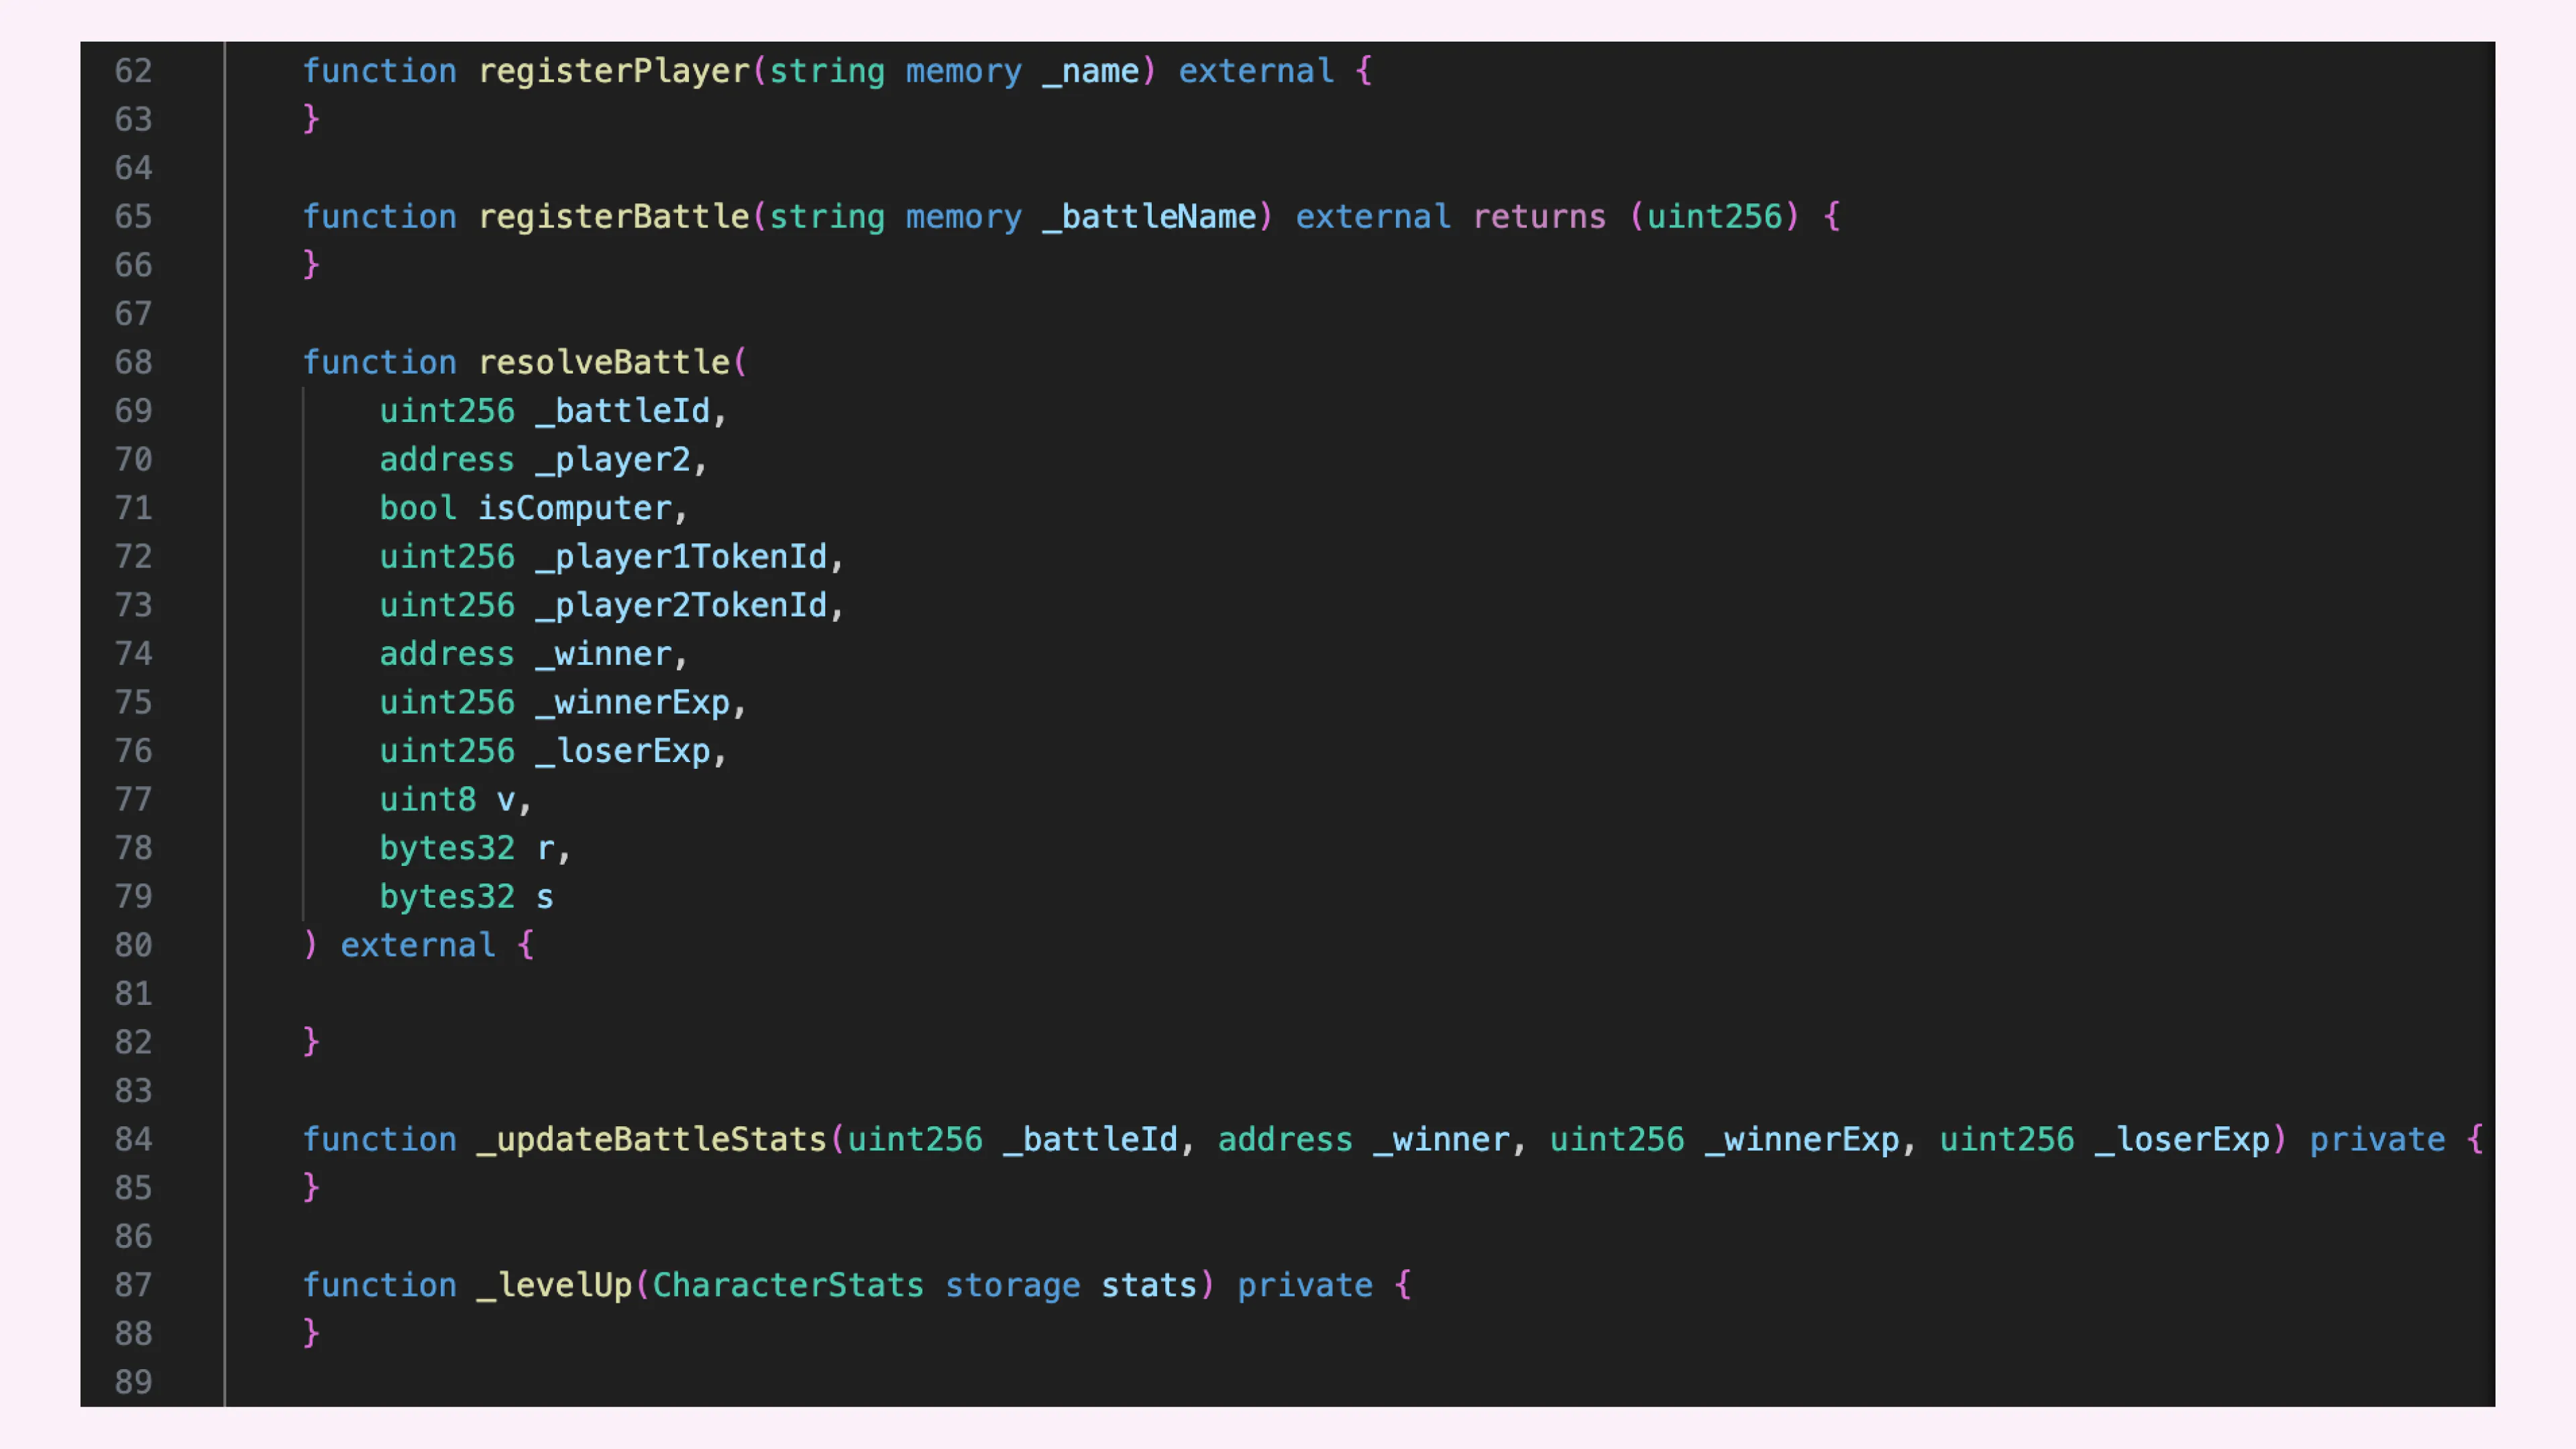 62 function registerPlayer(string memory _name) external {
63 }
64
65 function registerBattle(string memory _battleName) external returns (uint256) {
66 }
67
68 function resolveBattle(
69 uint256 _battleId,
70 address _player2,
71 bool isComputer,
72 uint256 _player1TokenId,
73 uint256 _player2TokenId,
74 address _winner,
75 uint256 _winnerExp,
76 uint256 _loserExp,
77 uint8 v,
78 bytes32 r,
79 bytes32 s
80 ) external {
81
82 }
83
84 function _updateBattleStats(uint256 _battleId, address _winner, uint256 _winnerExp, uint256 _loserExp) private {
85 }
86
87 function _levelUp(CharacterStats storage stats) private {
88 }
89